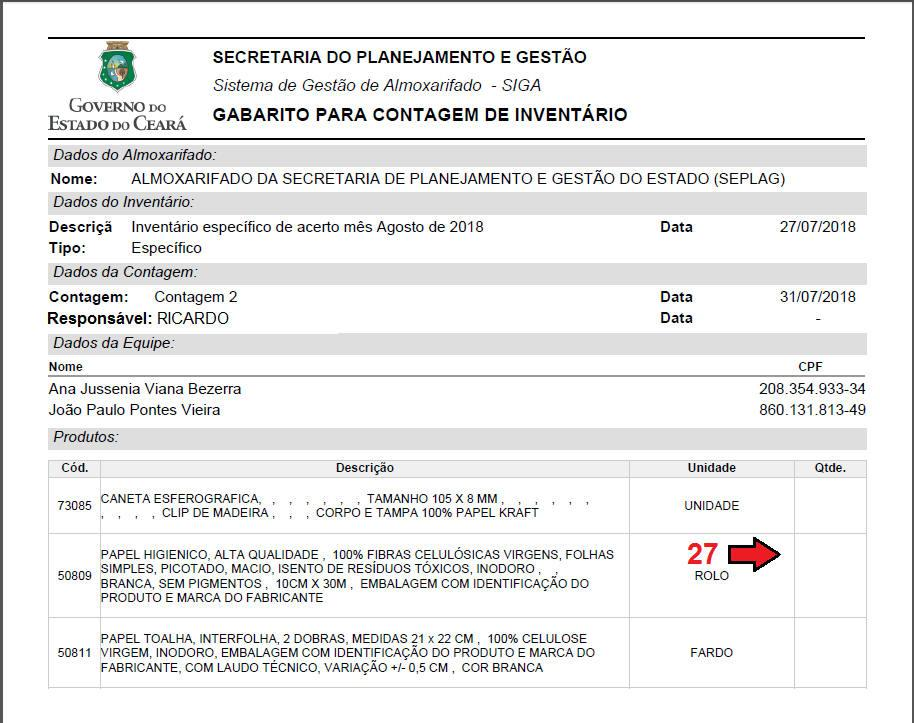 GOVERNO DO
ESTADO DO CEARÁ
SECRETARIA DO PLANEJAMENTO E GESTÃO
Sistema de Gestão de Almoxarifado - SIGA
GABARITO PARA CONTAGEM DE INVENTÁRIO
Dados do Almoxarifado:
Nome: ALMOXARIFADO DA SECRETARIA DE PLANEJAMENTO E GESTÃO DO ESTADO (SEPLAG)
Dados do Inventário:
Descriçã Inventário específico de acerto mês Agosto de 2018 Data 27/07/2018
Tipo: Específico
Dados da Contagem:
Contagem: Contagem 2 Data 31/07/2018
Responsável: RICARDO Data -
Dados da Equipe:
Nome CPF
Ana Jussenia Viana Bezerra 208.354.933-34
João Paulo Pontes Vieira 860.131.813-49
Produtos:
Cód. Descrição Unidade Qtde.
73085 CANETA ESFEROGRAFICA, , , , , , , TAMANHO 105 X 8 MM , , , , , , ,
, , , , CLIP DE MADEIRA , , , CORPO E TAMPA 100% PAPEL KRAFT UNIDADE
50809 PAPEL HIGIENICO, ALTA QUALIDADE , 100% FIBRAS CELULÓSICAS VIRGENS, FOLHAS
SIMPLES, PICOTADO, MACIO, ISENTO DE RESÍDUOS TÓXICOS, INODORO , ,
BRANCA, SEM PIGMENTOS , 10CM X 30M , EMBALAGEM COM IDENTIFICAÇÃO DO
PRODUTO E MARCA DO FABRICANTE
27
ROLO
50811 PAPEL TOALHA, INTERFOLHA, 2 DOBRAS, MEDIDAS 21 x 22 CM , 100% CELULOSE
VIRGEM, INODORO, EMBALAGEM COM IDENTIFICAÇÃO DO PRODUTO E MARCA DO
FABRICANTE, COM LAUDO TÉCNICO, VARIAÇÃO +/- 0,5 CM , COR BRANCA
FARDO